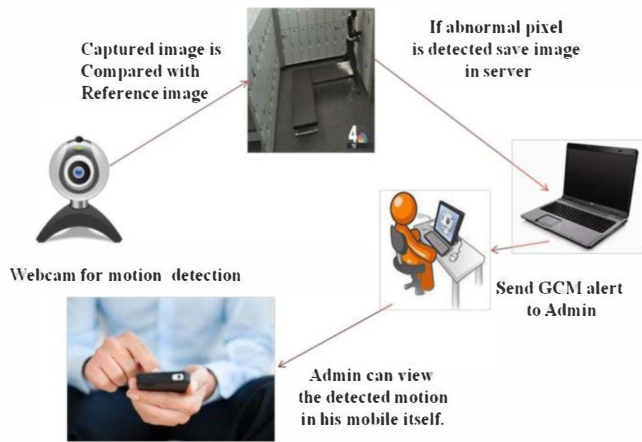 Captured image is
Compared with
Reference image
If abnormal pixel
is detected save image
in server
4
Webcam for motion detection
Send GCM alert
to Admin
Admin can view
the detected motion
in his mobile itself.